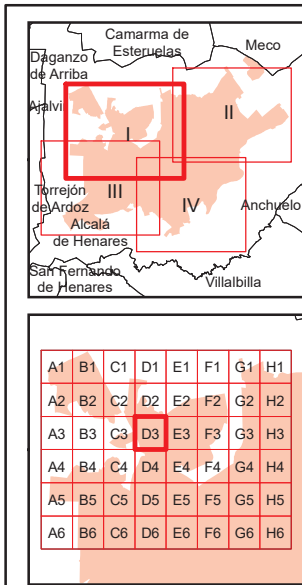 Camarma de
Esteruelas
Meco
Daganzo
de Arriba
Ajalvi
I
II
Torrejón
de Ardoz
III
IV
Anchuelo
Alcalá
de Henares
San Fernando
de Henares
Villalbilla
A1 B1 C1 D1 E1 F1 G1 H1
A2 B2 C2 D2 E2 F2 G2 H2
A3 B3 C3 D3 E3 F3 G3 H3
A4 B4 C4 D4 E4 F4 G4 H4
A5 B5 C5 D5 E5 F5 G5 H5
A6 B6 C6 D6 E6 F6 G6 H6